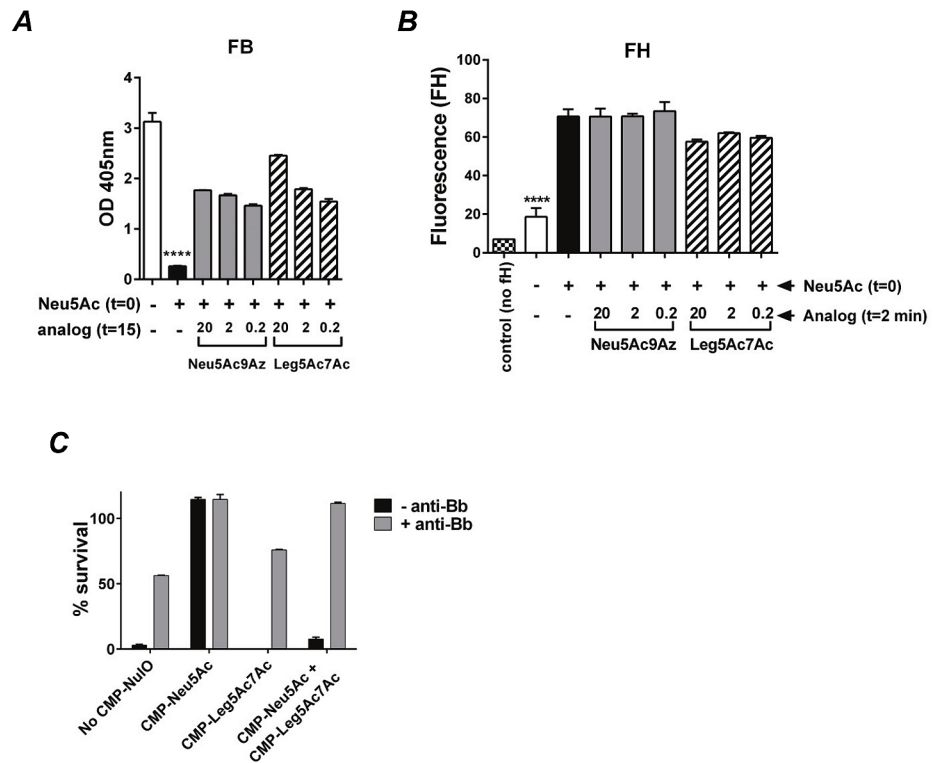 A
FB
OD 405nm
4
3
2
1
0
****
Neu5Ac (t=0) - + + + + + + +
analog (t=15) - - 20 2 0.2 20 2 0.2
Neu5Ac9Az Leg5Ac7Ac
B
FH
Fluorescence (FH)
100
80
60
40
20
0
****
control (no fH)
- + + + + + + + Neu5Ac (t=0)
- - 20 2 0.2 20 2 0.2 Analog (t=2 min)
Neu5Ac9Az Leg5Ac7Ac
C
% survival
100
50
0
- anti-Bb
+ anti-Bb
No CMP-NulO
CMP-Neu5Ac
CMP-Leg5Ac7Ac
CMP-Neu5Ac +
CMP-Leg5Ac7Ac